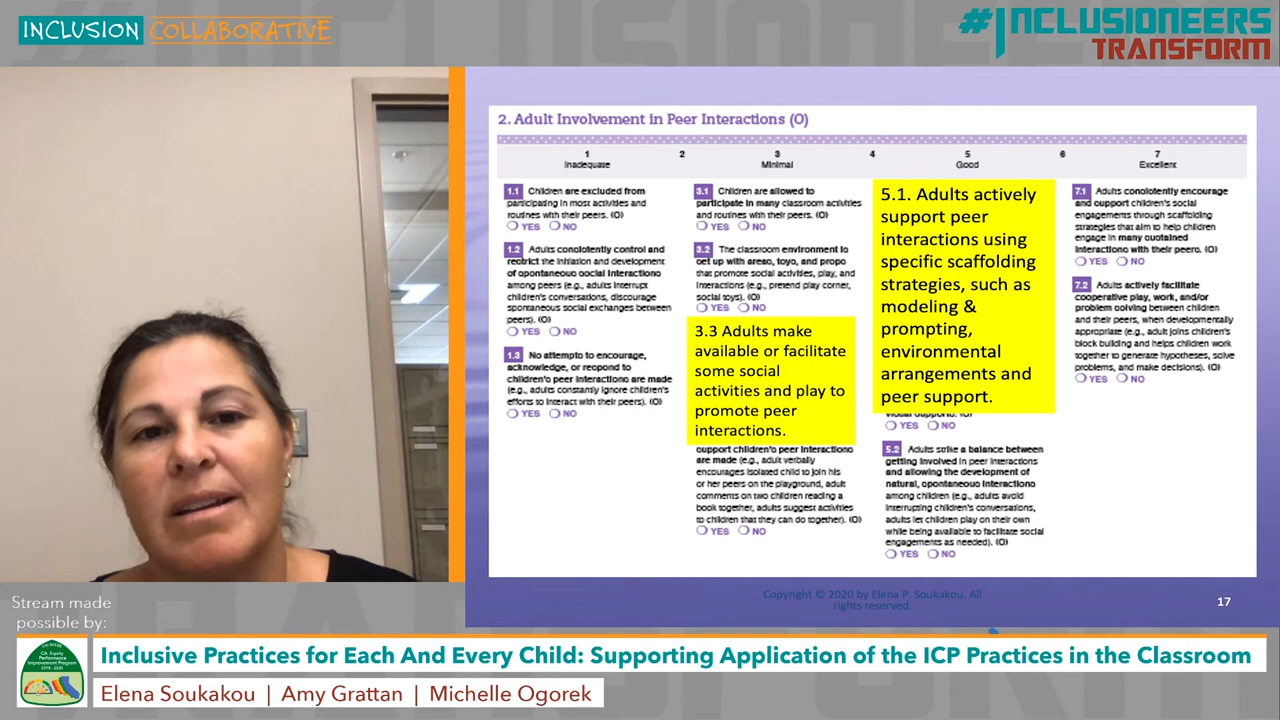 INCLUSION COLLABORATIVE
#INCLUSIONEERS
TRANSFORM
2. Adult Involvement in Peer Interactions (O)
1 2 3 4 5 6 7
Inadequate Minimal Good Excellent
1.1 Children are excluded from
participating in most activities and
routines with their peers. (O)
YES NO
1.2 Adults consistently control and
restrict the initiation and development
of spontaneous social interactions
among peers (e.g., adults interrupt
children's conversations, discourage
spontaneous social exchanges between
peers). (O)
YES NO
1.3 No attempts to encourage,
acknowledge, or respond to
children's peer interactions are made
(e.g., adults constantly ignore children's
efforts to interact with their peers). (O)
YES NO
3.1 Children are allowed to
participate in many classroom activities
and routines with their peers. (O)
YES NO
3.2 The classroom environment is
set up with areas, toys, and props
that promote social activities, play, and
interactions (e.g., pretend play corner,
social toys). (O)
YES NO
3.3 Adults make
available or facilitate
some social
activities and play to
promote peer
interactions.
support children's peer interactions
are made (e.g., adult verbally
encourages isolated child to join his
or her peers on the playground, adult
comments on two children reading a
book together, adults suggest activities
to children that they can do together). (O)
YES NO
5.1. Adults actively
support peer
interactions using
specific scaffolding
strategies, such as
modeling &
prompting,
environmental
arrangements and
peer support.
visual supports). (O)
YES NO
5.2 Adults strike a balance between
getting involved in peer interactions
and allowing the development of
natural, spontaneous interactions
among children (e.g., adults avoid
interrupting children's conversations,
adults let children play on their own
while being available to facilitate social
engagements as needed). (O)
YES NO
7.1 Adults consistently encourage
and support children's social
engagements through scaffolding
strategies that aim to help children
engage in many sustained
interactions with their peers. (O)
YES NO
7.2 Adults actively facilitate
cooperative play, work, and/or
problem solving between children
and their peers, when developmentally
appropriate (e.g., adult joins children's
block building and helps children work
together to generate hypotheses, solve
problems, and make decisions). (O)
YES NO
Copyright © 2020 by Elena P. Soukakou. All
rights reserved.
17
Stream made
possible by:
CA Equity
Performance
Improvement Program
Inclusive Practices for Each And Every Child: Supporting Application of the ICP Practices in the Classroom
Elena Soukakou | Amy Grattan | Michelle Ogorek